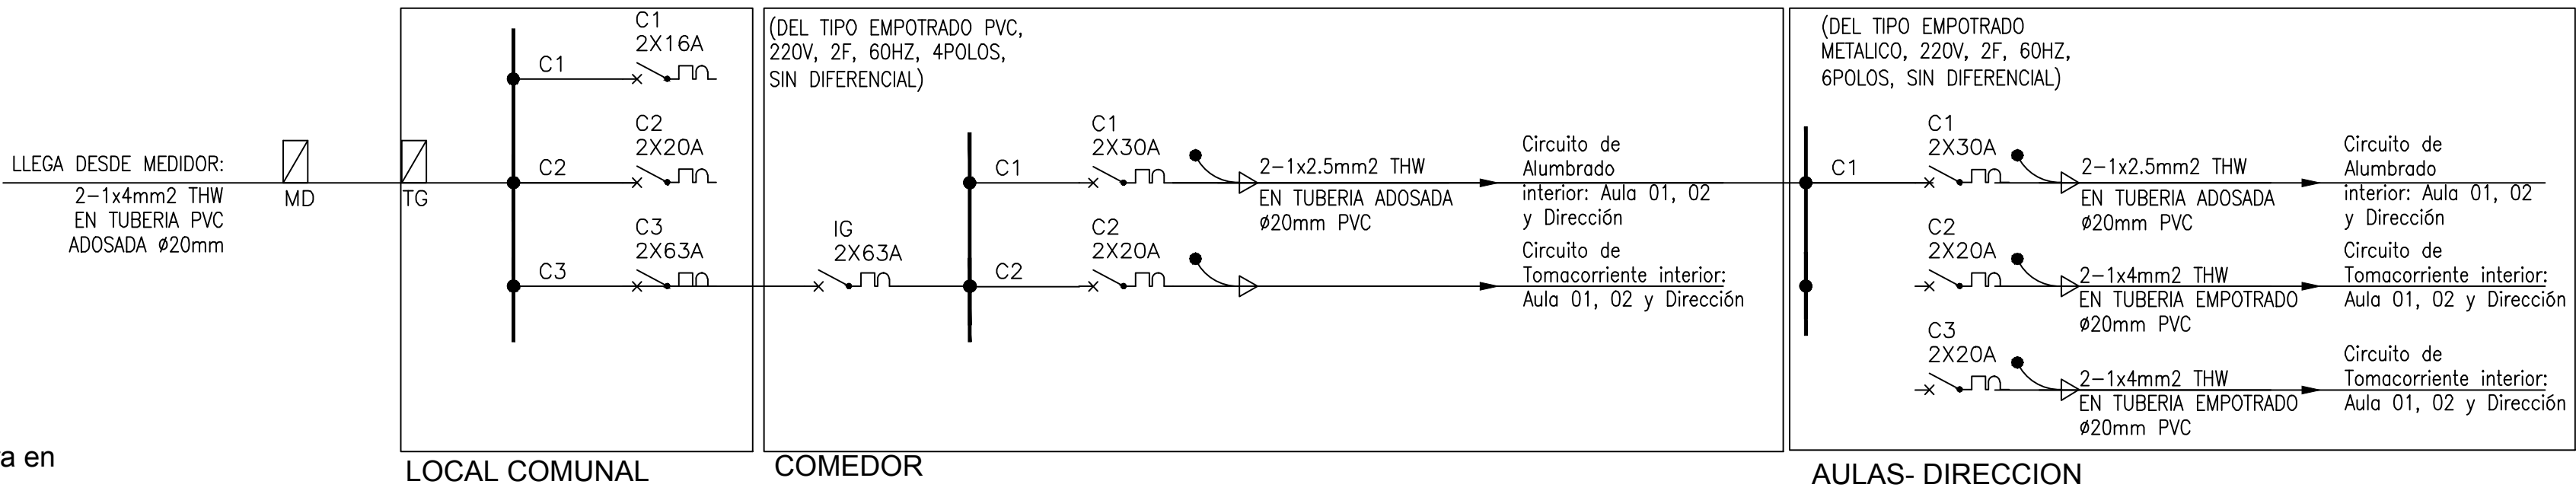 LLEGA DESDE MEDIDOR:
2-1x4mm2 THW
EN TUBERIA PVC
ADOSADA ø20mm
MD
TG
C1
C1
2X16A
C2
C2
2X20A
C3
C3
2X63A
LOCAL COMUNAL
(DEL TIPO EMPOTRADO PVC,
220V, 2F, 60HZ, 4POLOS,
SIN DIFERENCIAL)
IG
2X63A
C1
C1
2X30A
2-1x2.5mm2 THW
EN TUBERIA ADOSADA
ø20mm PVC
Circuito de
Alumbrado
interior: Aula 01, 02
y Dirección
C2
C2
2X20A
Circuito de
Tomacorriente interior:
Aula 01, 02 y Dirección
COMEDOR
(DEL TIPO EMPOTRADO
METALICO, 220V, 2F, 60HZ,
6POLOS, SIN DIFERENCIAL)
C1
C1
2X30A
2-1x2.5mm2 THW
EN TUBERIA ADOSADA
ø20mm PVC
Circuito de
Alumbrado
interior: Aula 01, 02
y Dirección
C2
2X20A
2-1x4mm2 THW
EN TUBERIA EMPOTRADO
ø20mm PVC
Circuito de
Tomacorriente interior:
Aula 01, 02 y Dirección
C3
2X20A
2-1x4mm2 THW
EN TUBERIA EMPOTRADO
ø20mm PVC
Circuito de
Tomacorriente interior:
Aula 01, 02 y Dirección
AULAS- DIRECCION
a en